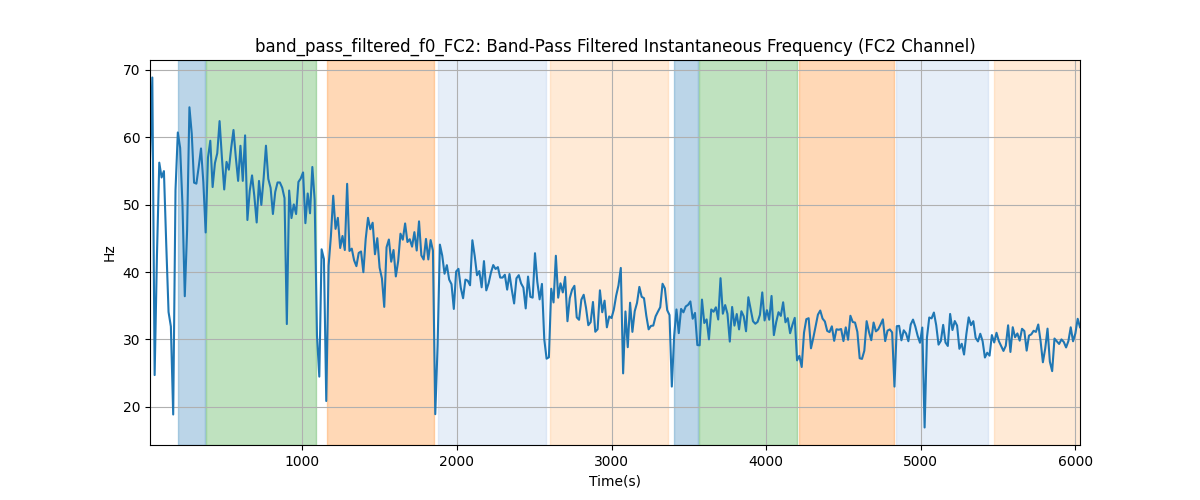 band_pass_filtered_f0_FC2: Band-Pass Filtered Instantaneous Frequency (FC2 Channel)
70
60
50
40
30
20
Hz
1000 2000 3000 4000 5000 6000
Time(s)